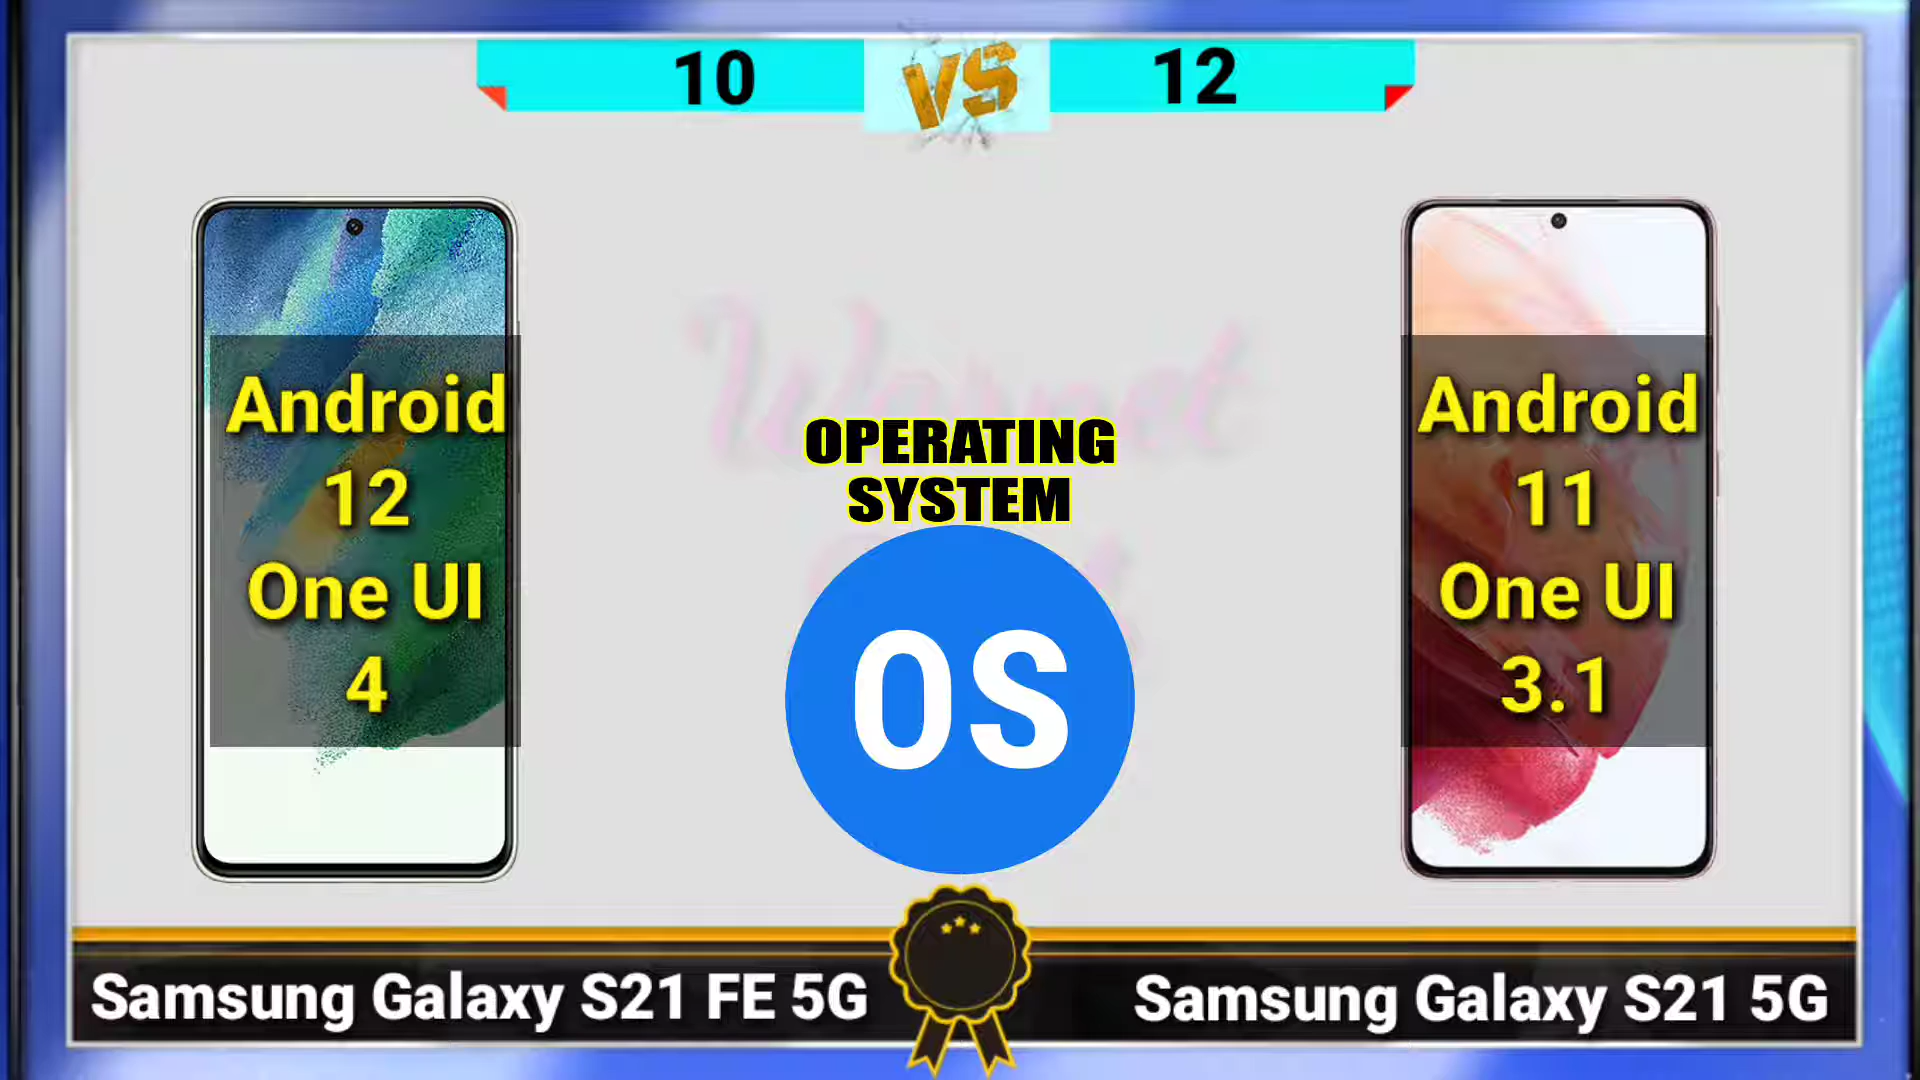 10 VS 12
Android
12
One UI
4
OPERATING
SYSTEM
OS
Android
11
One UI
3.1
Samsung Galaxy S21 FE 5G
Samsung Galaxy S21 5G